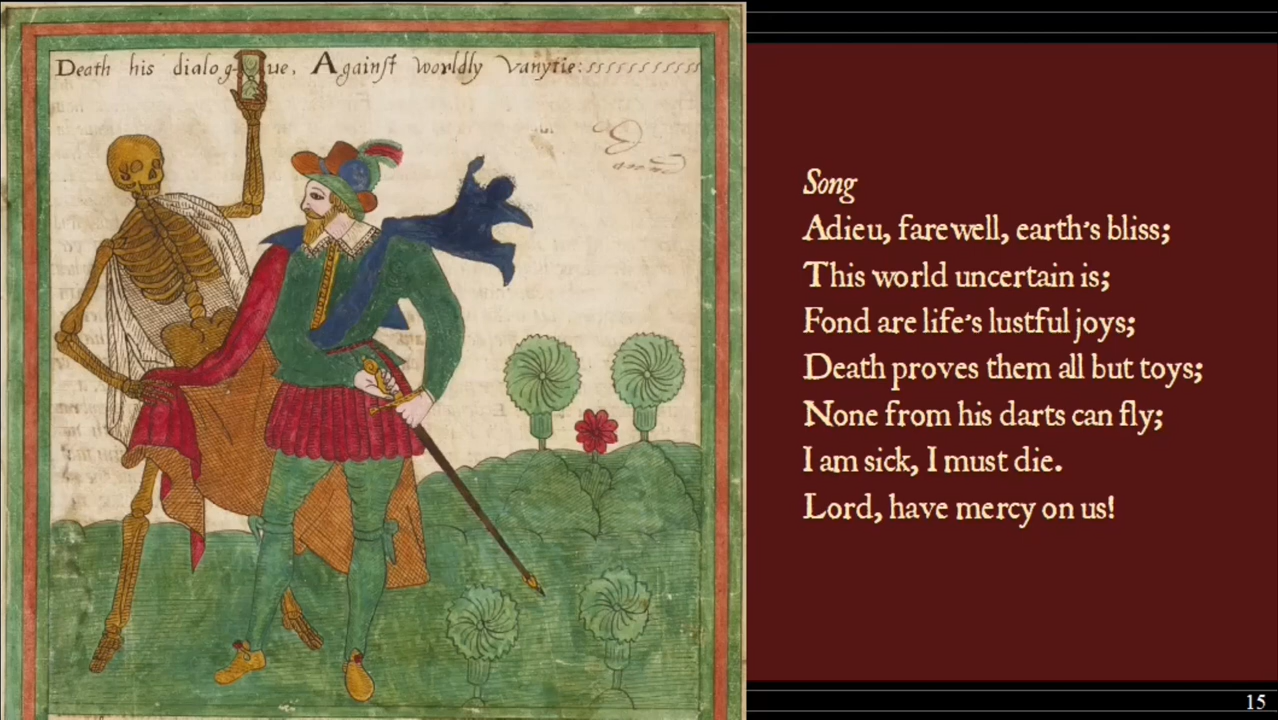 Death his dialogue, Against worldly vanytie:
Song
Adieu, farewell, earth’s bliss;
This world uncertain is;
Fond are life’s lustful joys;
Death proves them all but toys;
None from his darts can fly;
I am sick, I must die.
Lord, have mercy on us!
15